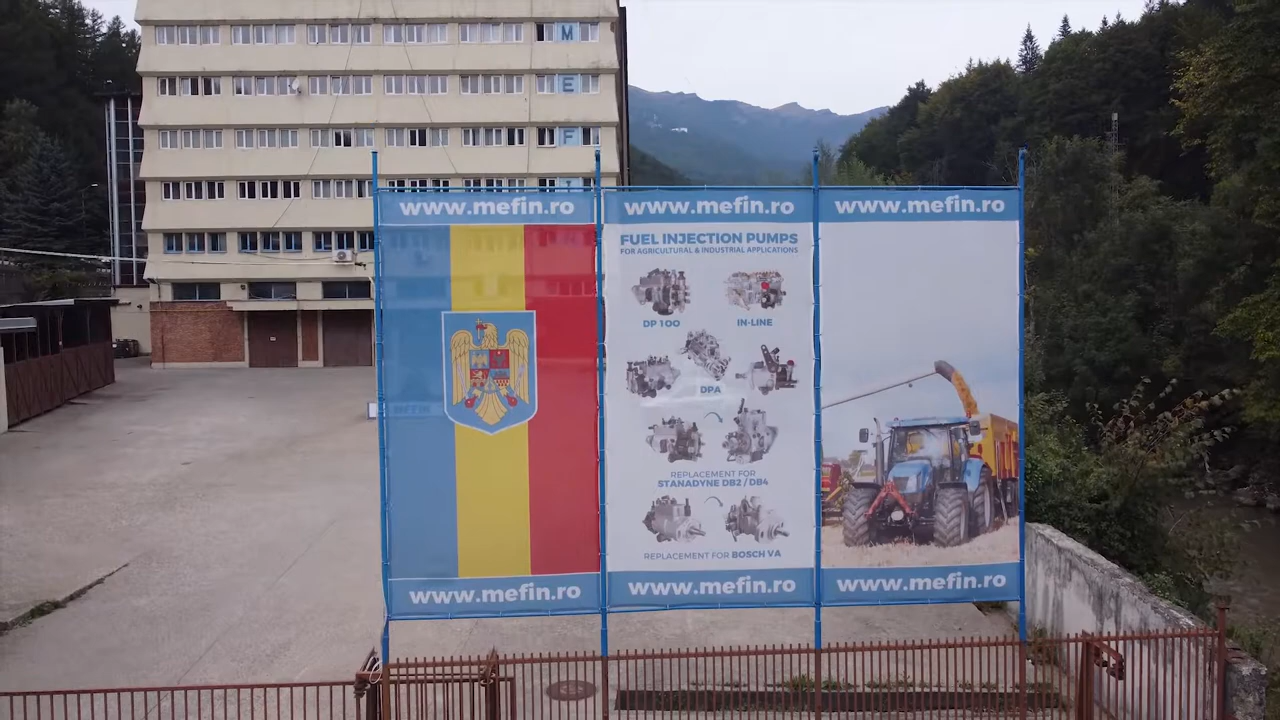 M
E
F
I
www.mefin.ro
www.mefin.ro
www.mefin.ro
FUEL INJECTION PUMPS
FOR AGRICULTURAL & INDUSTRIAL APPLICATIONS
DP 100
IN-LINE
DPA
REPLACEMENT FOR
STANADYNE DB2 / DB4
REPLACEMENT FOR BOSCH VA
www.mefin.ro
www.mefin.ro
www.mefin.ro